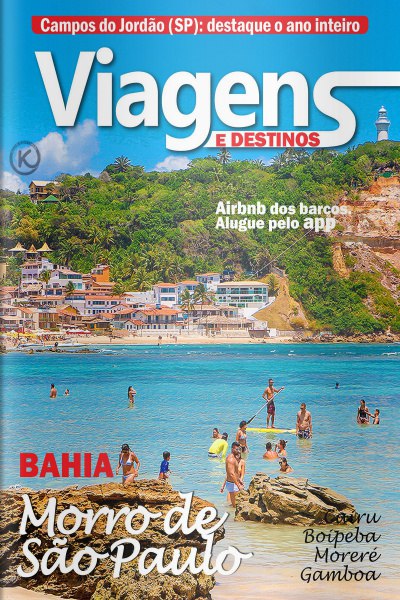 Campos do Jordão (SP): destaque o ano inteiro
Viagens
E DESTINOS
K
Airbnb dos barcos.
Alugue pelo app
BAHIA
Morro de
São Paulo
Cairu
Boipeba
Moreré
Gamboa